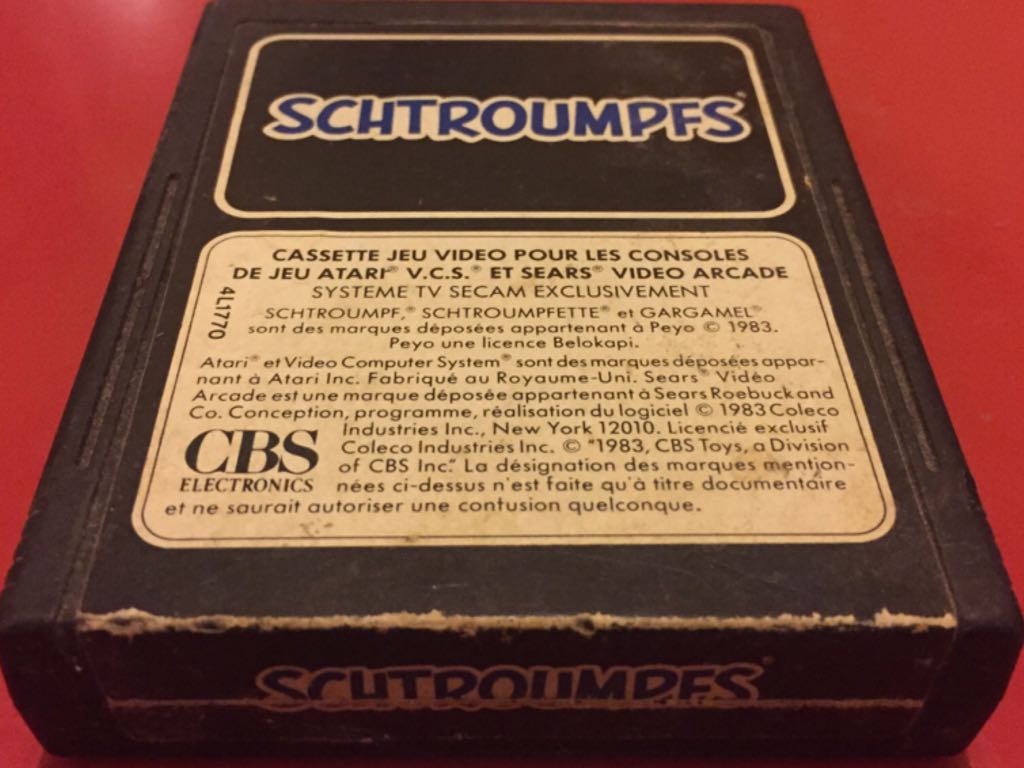 SCHTROUMPFS
CASSETTE JEU VIDEO POUR LES CONSOLES
DE JEU ATARI® V.C.S.® ET SEARS® VIDEO ARCADE
SYSTEME TV SECAM EXCLUSIVEMENT
4L1770
SCHTROUMPF,® SCHTROUMPFETTE® et GARGAMEL®
sont des marques déposées appartenant à Peyo © 1983.
Peyo une licence Belokapi.
Atari® et Video Computer System® sont des marques déposées appar-
nant à Atari Inc. Fabriqué au Royaume-Uni. Sears® Vidéo
Arcade est une marque déposée appartenant à Sears Roebuck and
Co. Conception, programme, réalisation du logiciel © 1983 Coleco
Industries Inc., New York 12010. Licencié exclusif
Coleco Industries Inc. © "1983, CBS Toys, a Division
of CBS Inc." La désignation des marques mention-
nées ci-dessus n'est faite qu'à titre documentaire
et ne saurait autoriser une contusion quelconque.
CBS
ELECTRONICS
SCHTROUMPFS